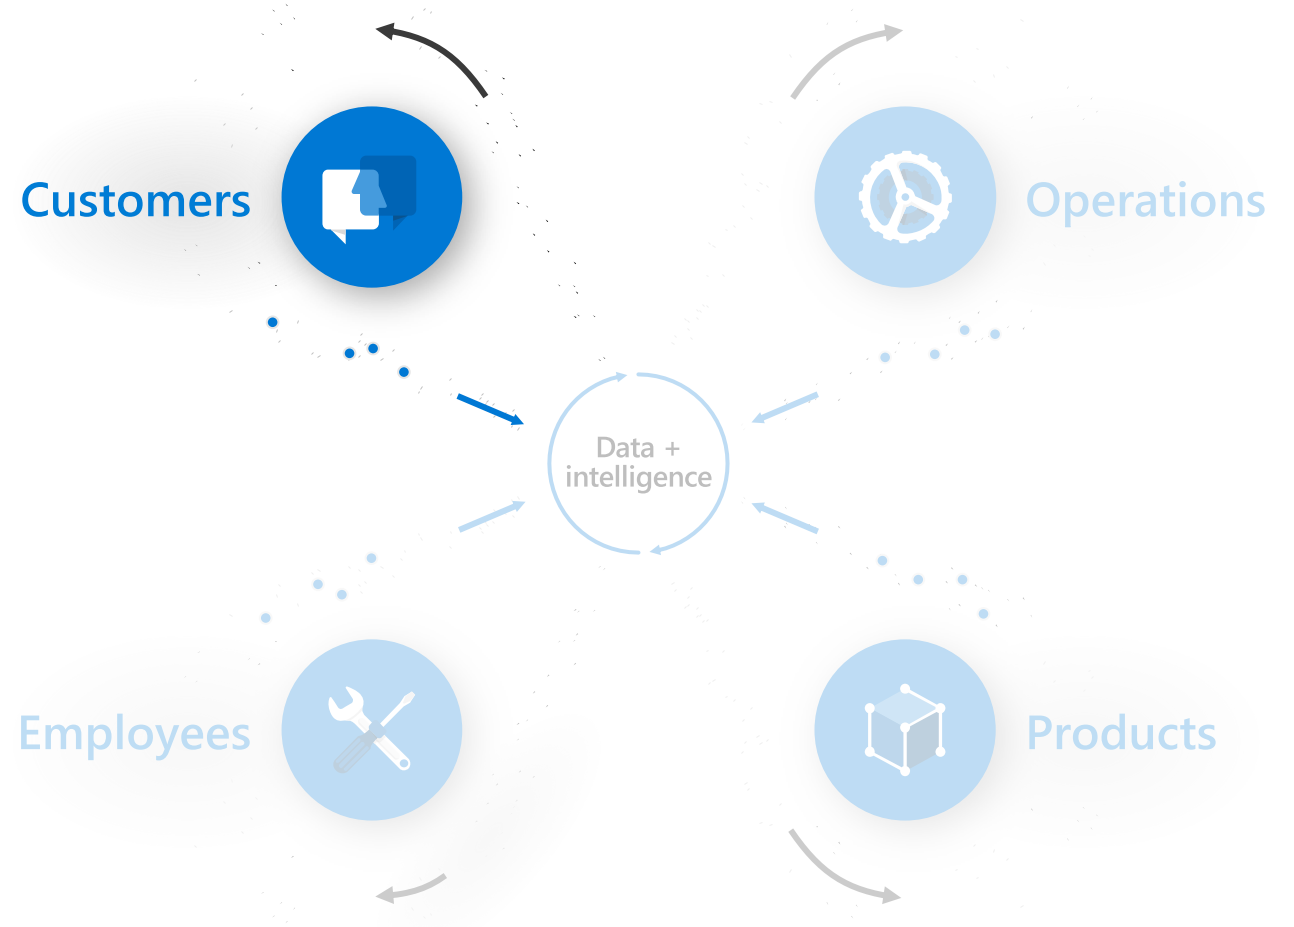 Customers
Operations
Data +
intelligence
Employees
Products